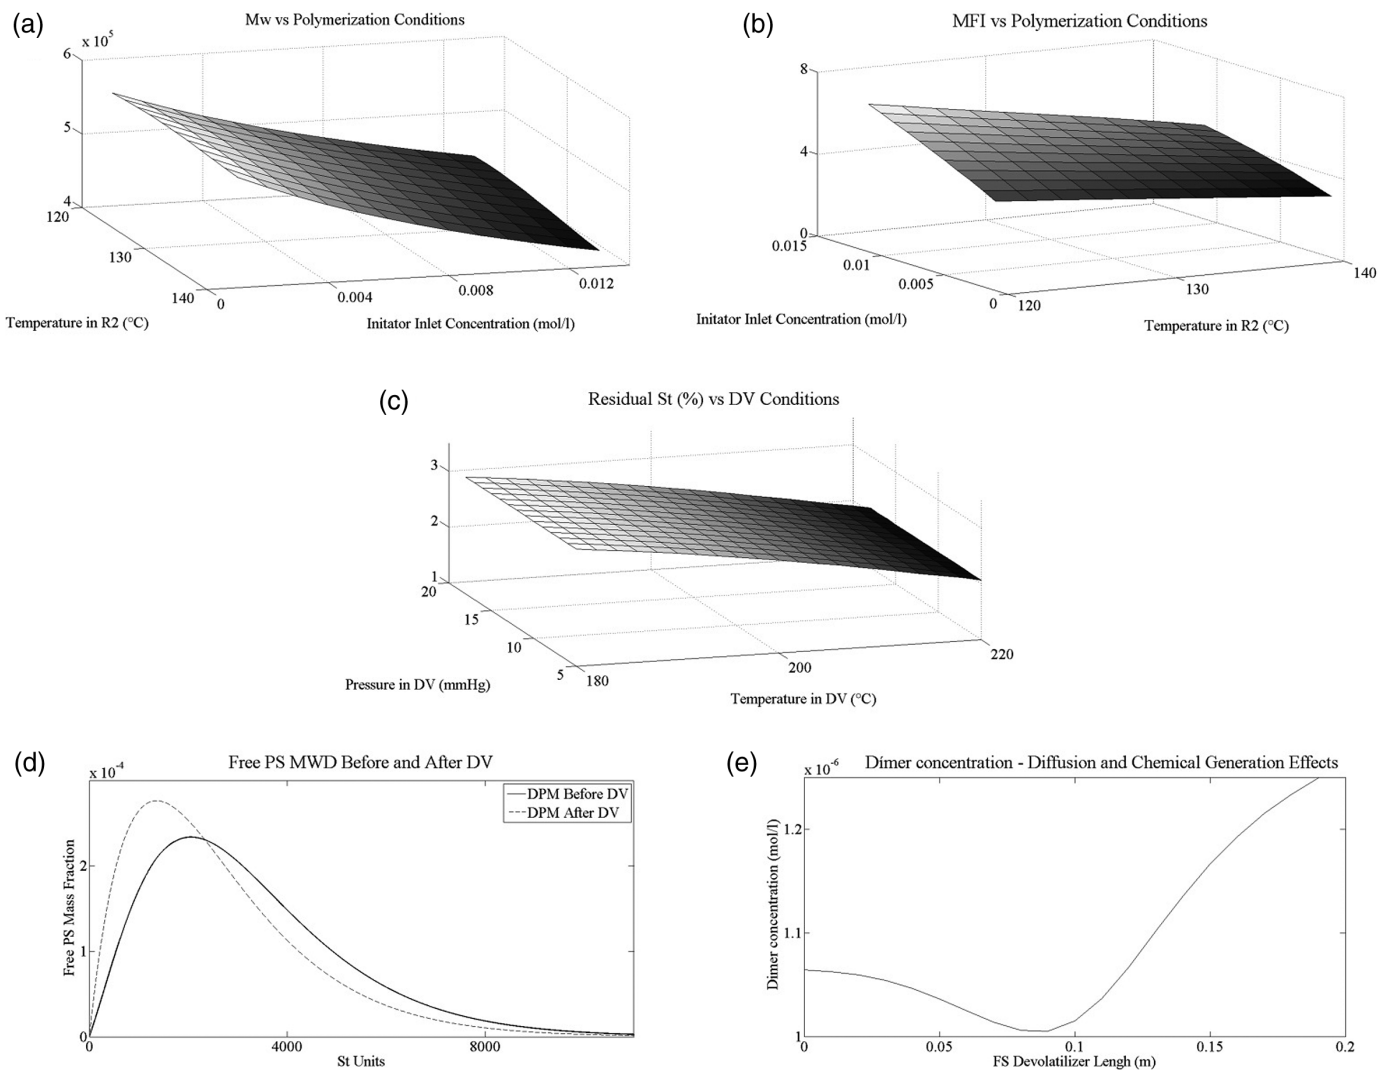 (a)
Mw vs Polymerization Conditions
x 10^5
6
5
4
120
130
140
0
0.004
0.008
0.012
Temperature in R2 (°C)
Initator Inlet Concentration (mol/l)
(b)
MFI vs Polymerization Conditions
8
4
0
0.015
0.01
0.005
0
120
130
140
Initator Inlet Concentration (mol/l)
Temperature in R2 (°C)
(c)
Residual St (%) vs DV Conditions
3
2
1
20
15
10
5
180
200
220
Pressure in DV (mmHg)
Temperature in DV (°C)
(d)
Free PS MWD Before and After DV
x 10^-4
DPM Before DV
DPM After DV
Free PS Mass Fraction
2
1
0
0
4000
8000
St Units
(e)
Dimer concentration - Diffusion and Chemical Generation Effects
x 10^-6
Dimer concentration (mol/l)
1.2
1.1
1
0
0.05
0.1
0.15
0.2
FS Devolatilizer Lengh (m)